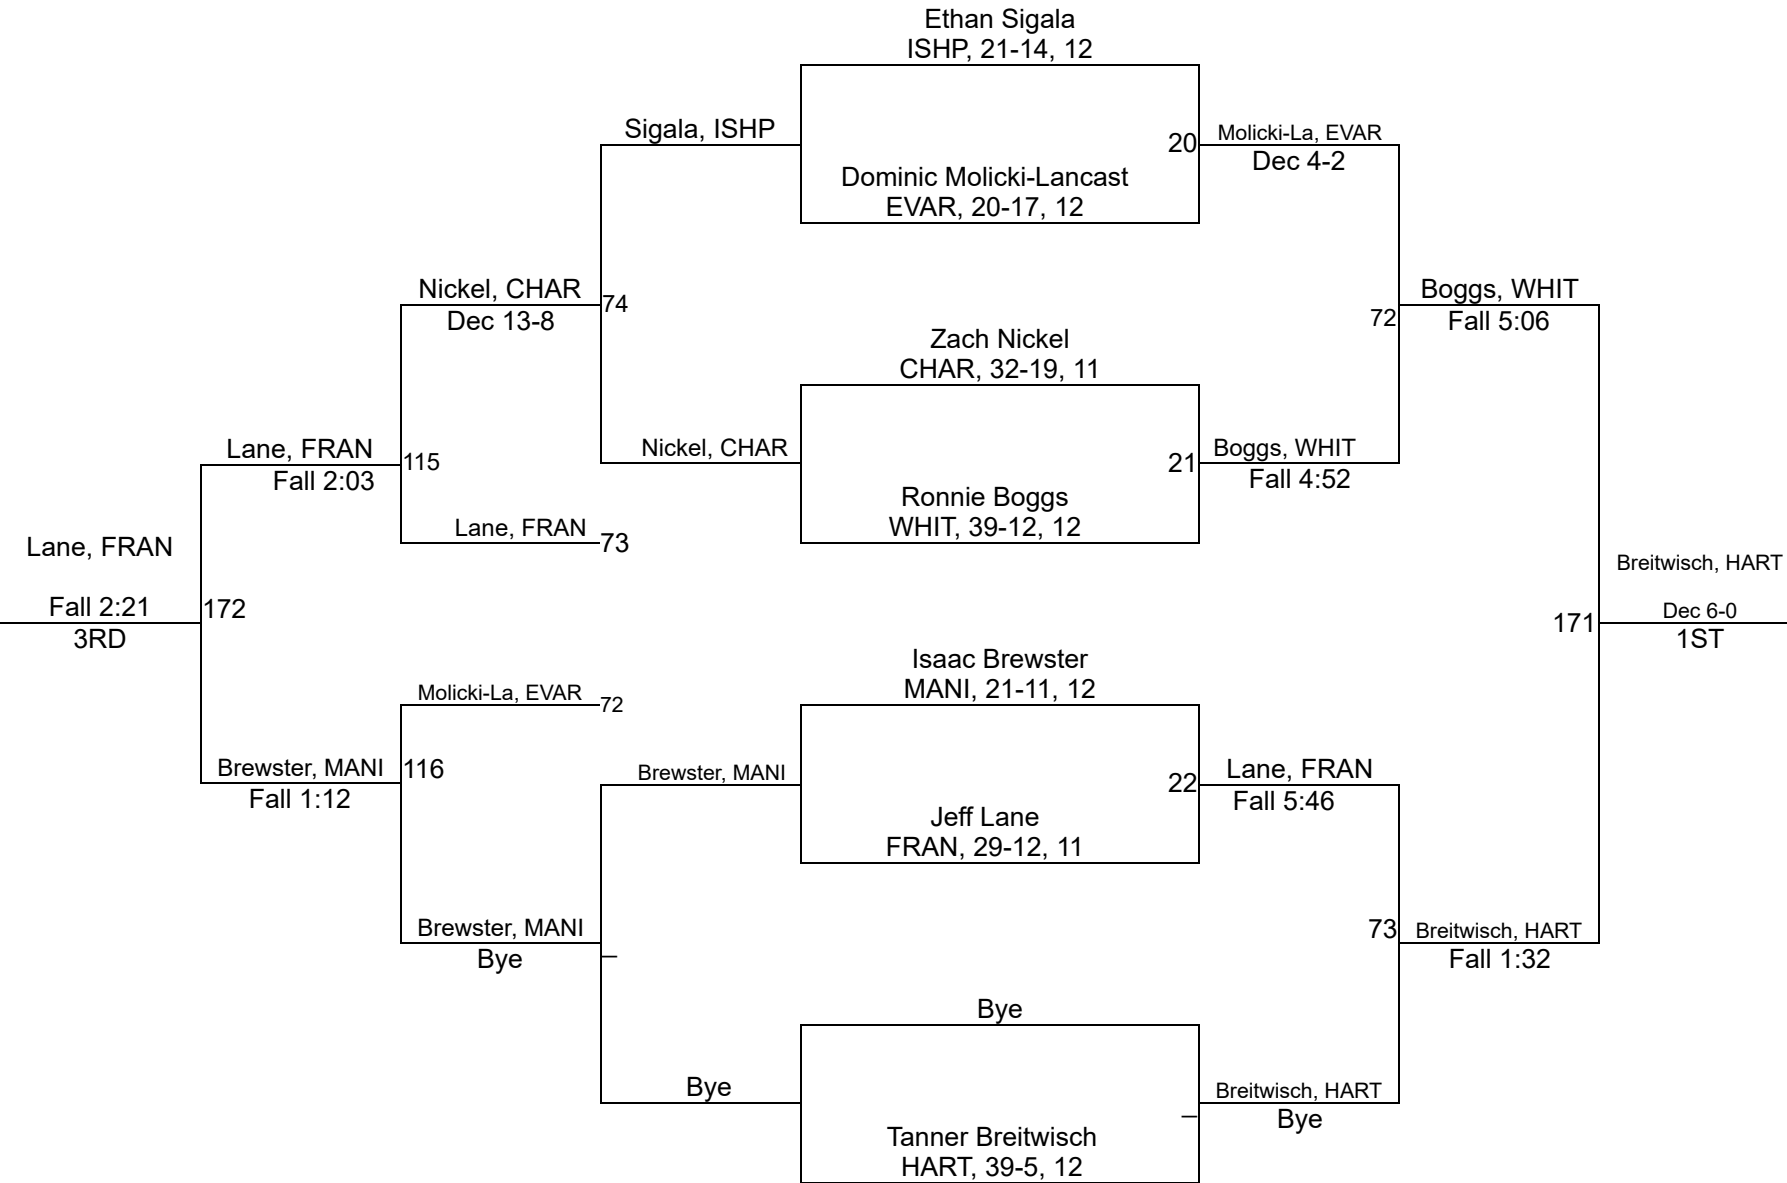 Ethan Sigala
ISHP, 21-14, 12
Sigala, ISHP
20
Molicki-La, EVAR
Dec 4-2
Dominic Molicki-Lancast
EVAR, 20-17, 12
Nickel, CHAR
Dec 13-8
74
72
Boggs, WHIT
Fall 5:06
Zach Nickel
CHAR, 32-19, 11
Lane, FRAN
Fall 2:03
115
Nickel, CHAR
21
Boggs, WHIT
Fall 4:52
Ronnie Boggs
WHIT, 39-12, 12
Lane, FRAN
73
Lane, FRAN
Fall 2:21
3RD
172
171
Breitwisch, HART
Dec 6-0
1ST
Isaac Brewster
MANI, 21-11, 12
Molicki-La, EVAR
72
Brewster, MANI
Fall 1:12
116
Brewster, MANI
22
Lane, FRAN
Fall 5:46
Jeff Lane
FRAN, 29-12, 11
Brewster, MANI
Bye
–
73
Breitwisch, HART
Fall 1:32
Bye
Bye
–
Breitwisch, HART
Bye
Tanner Breitwisch
HART, 39-5, 12